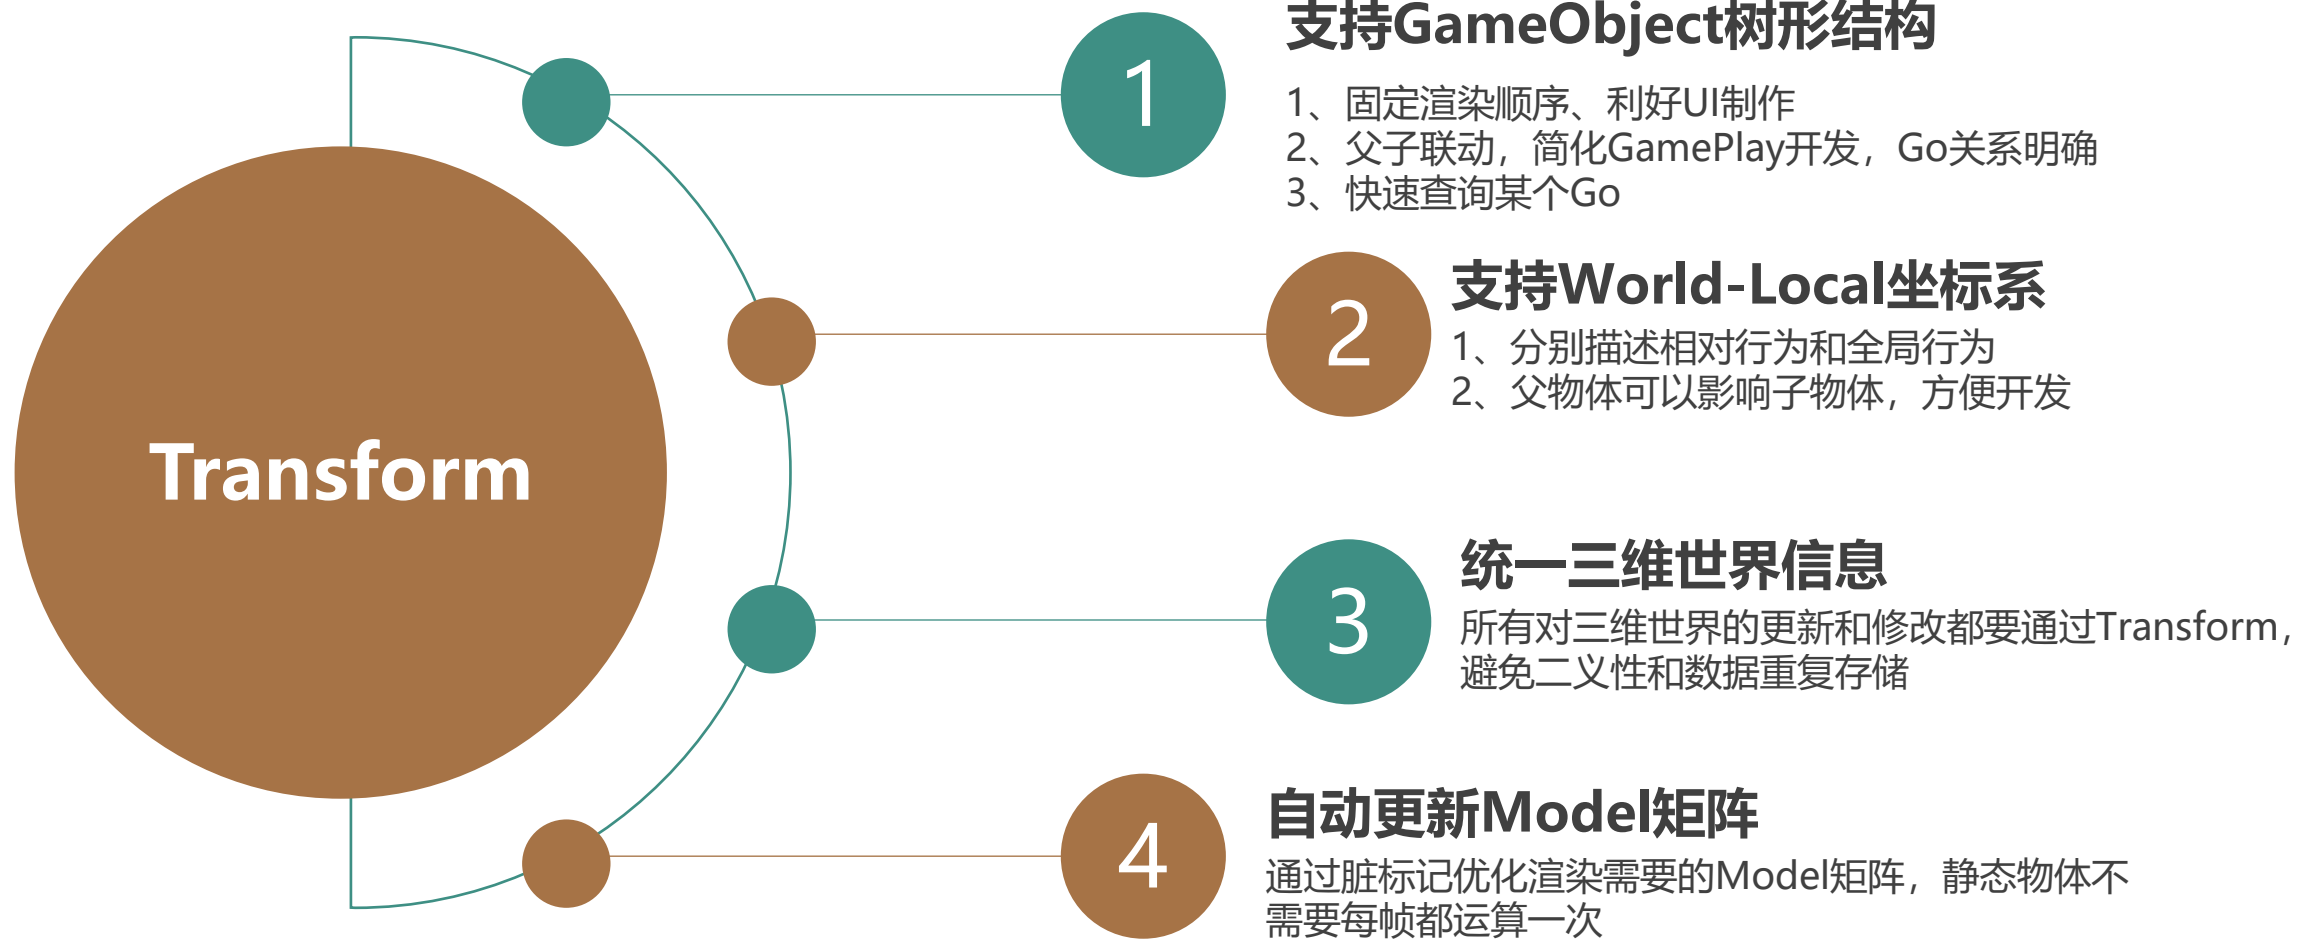 Transform
1
支持GameObject树形结构
1、固定渲染顺序、利好UI制作
2、父子联动，简化GamePlay开发，Go关系明确
3、快速查询某个Go
2
支持World-Local坐标系
1、分别描述相对行为和全局行为
2、父物体可以影响子物体，方便开发
3
统一三维世界信息
所有对三维世界的更新和修改都要通过Transform，
避免二义性和数据重复存储
4
自动更新Model矩阵
通过脏标记优化渲染需要的Model矩阵，静态物体不
需要每帧都运算一次